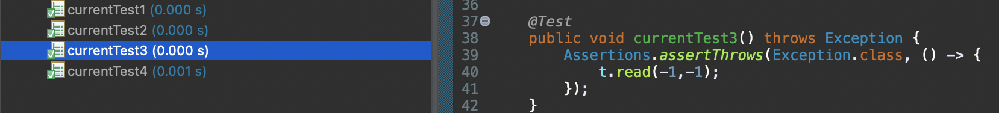 currentTest1 (0.000 s)
currentTest2 (0.000 s)
currentTest3 (0.000 s)
currentTest4 (0.001 s)
36
37 @Test
38 public void currentTest3() throws Exception {
39 Assertions.assertThrows(Exception.class, () -> {
40 t.read(-1,-1);
41 });
42 }